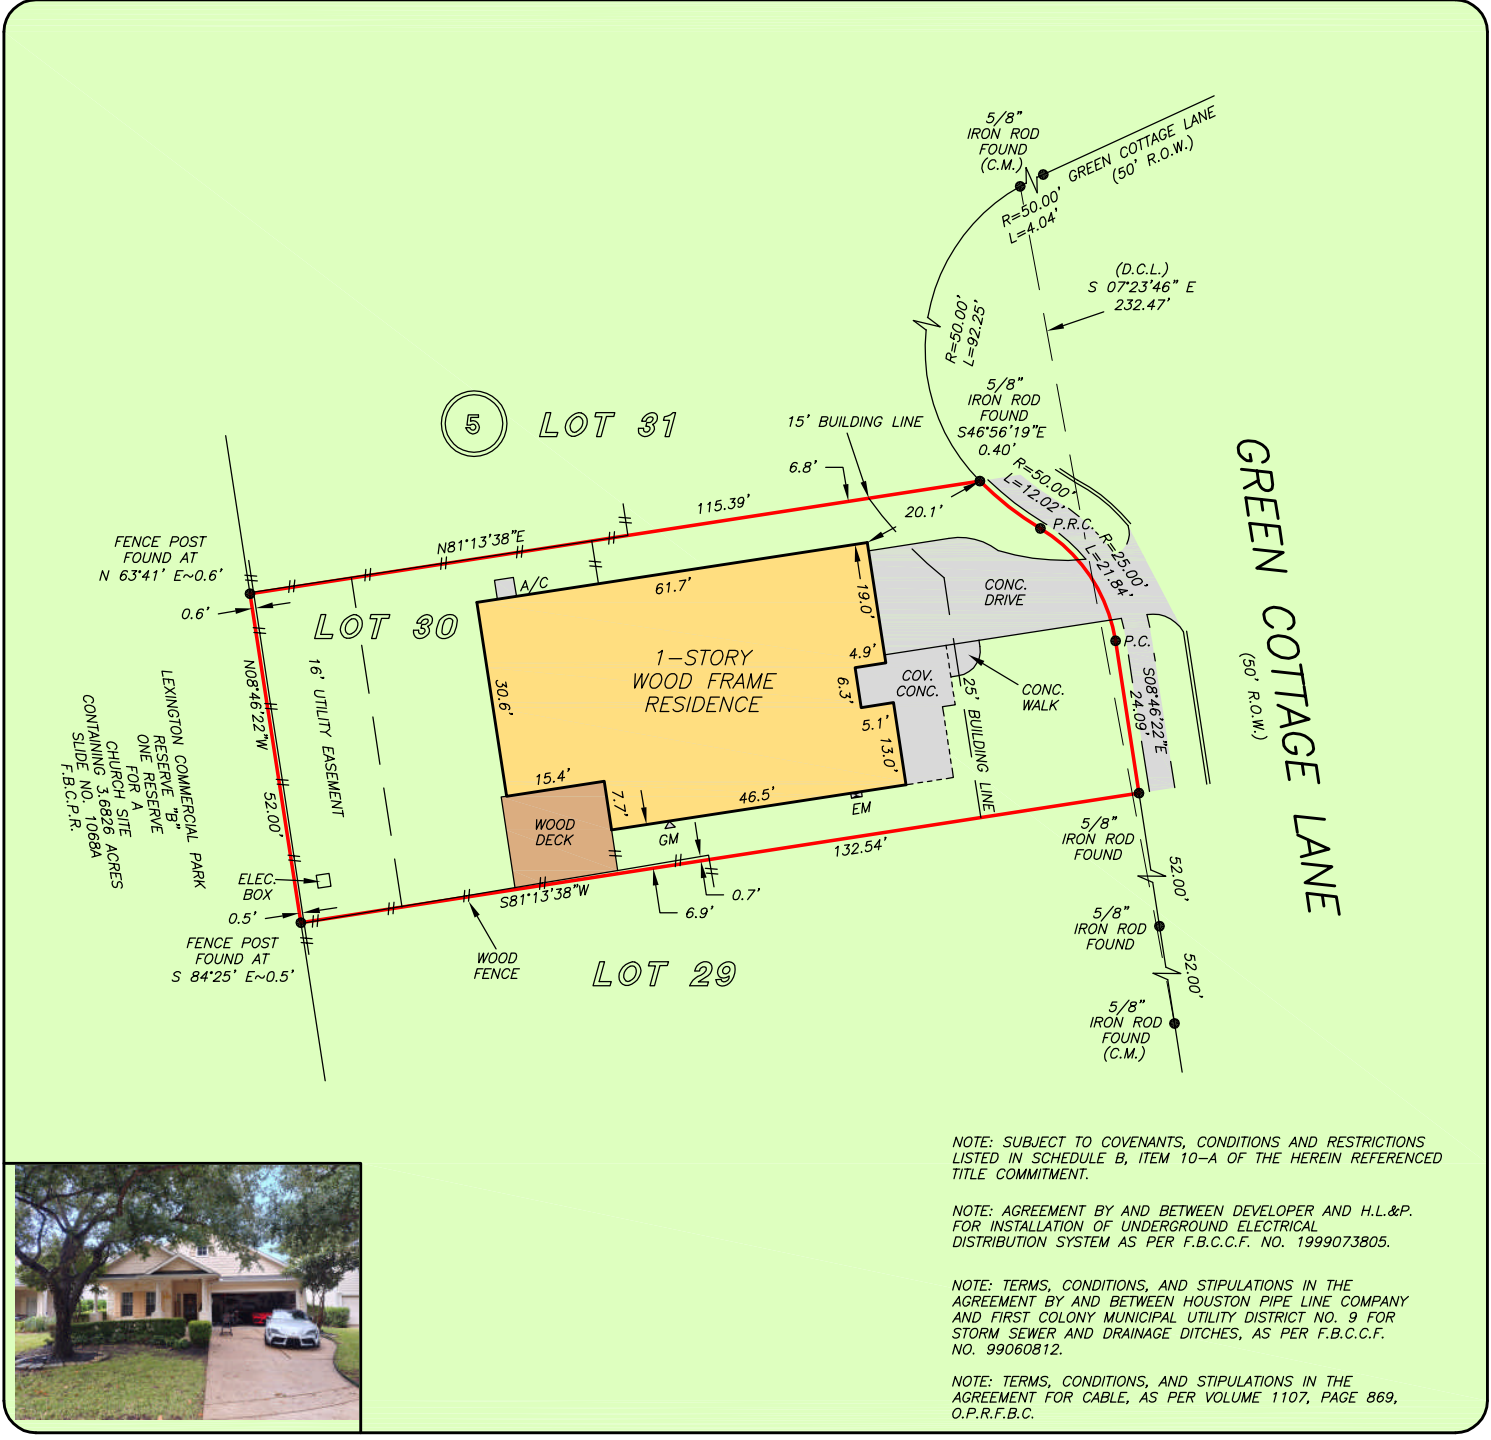 5/8"
IRON ROD
FOUND
(C.M.)
GREEN COTTAGE LANE
(50' R.O.W.)
R=50.00'
L=4.04'
(D.C.L.)
S 07°23'46" E
232.47'
R=50.00'
L=92.25'
5/8"
IRON ROD
FOUND
S46°56'19"E
0.40'
5 LOT 31
15' BUILDING LINE
6.8'
115.39'
20.1'
R=50.00'
L=12.02'
P.R.C.
R=25.00'
L=21.84'
P.C.
N81°13'38"E
FENCE POST
FOUND AT
N 63°41' E~0.6'
0.6'
A/C
61.7'
19.0'
CONC.
DRIVE
LOT 30
1-STORY
WOOD FRAME
RESIDENCE
4.9'
6.3'
COV.
CONC.
CONC.
WALK
5.1'
13.0'
25' BUILDING LINE
S08°46'22"E
24.09'
GREEN COTTAGE LANE
(50' R.O.W.)
30.6'
16' UTILITY EASEMENT
N08°46'22"W
52.00'
LEXINGTON COMMERCIAL PARK
RESERVE "B"
ONE RESERVE
FOR A
CHURCH SITE
CONTAINING 3.6826 ACRES
SLIDE NO. 1068A
F.B.C.P.R.
15.4'
7.7'
46.5'
EM
GM
WOOD
DECK
132.54'
ELEC.
BOX
0.5'
S81°13'38"W
0.7'
6.9'
FENCE POST
FOUND AT
S 84°25' E~0.5'
WOOD
FENCE
LOT 29
5/8"
IRON ROD
FOUND
52.00'
5/8"
IRON ROD
FOUND
52.00'
5/8"
IRON ROD
FOUND
(C.M.)
NOTE: SUBJECT TO COVENANTS, CONDITIONS AND RESTRICTIONS
LISTED IN SCHEDULE B, ITEM 10-A OF THE HEREIN REFERENCED
TITLE COMMITMENT.
NOTE: AGREEMENT BY AND BETWEEN DEVELOPER AND H.L.&P.
FOR INSTALLATION OF UNDERGROUND ELECTRICAL
DISTRIBUTION SYSTEM AS PER F.B.C.C.F. NO. 1999073805.
NOTE: TERMS, CONDITIONS, AND STIPULATIONS IN THE
AGREEMENT BY AND BETWEEN HOUSTON PIPE LINE COMPANY
AND FIRST COLONY MUNICIPAL UTILITY DISTRICT NO. 9 FOR
STORM SEWER AND DRAINAGE DITCHES, AS PER F.B.C.C.F.
NO. 99060812.
NOTE: TERMS, CONDITIONS, AND STIPULATIONS IN THE
AGREEMENT FOR CABLE, AS PER VOLUME 1107, PAGE 869,
O.P.R.F.B.C.